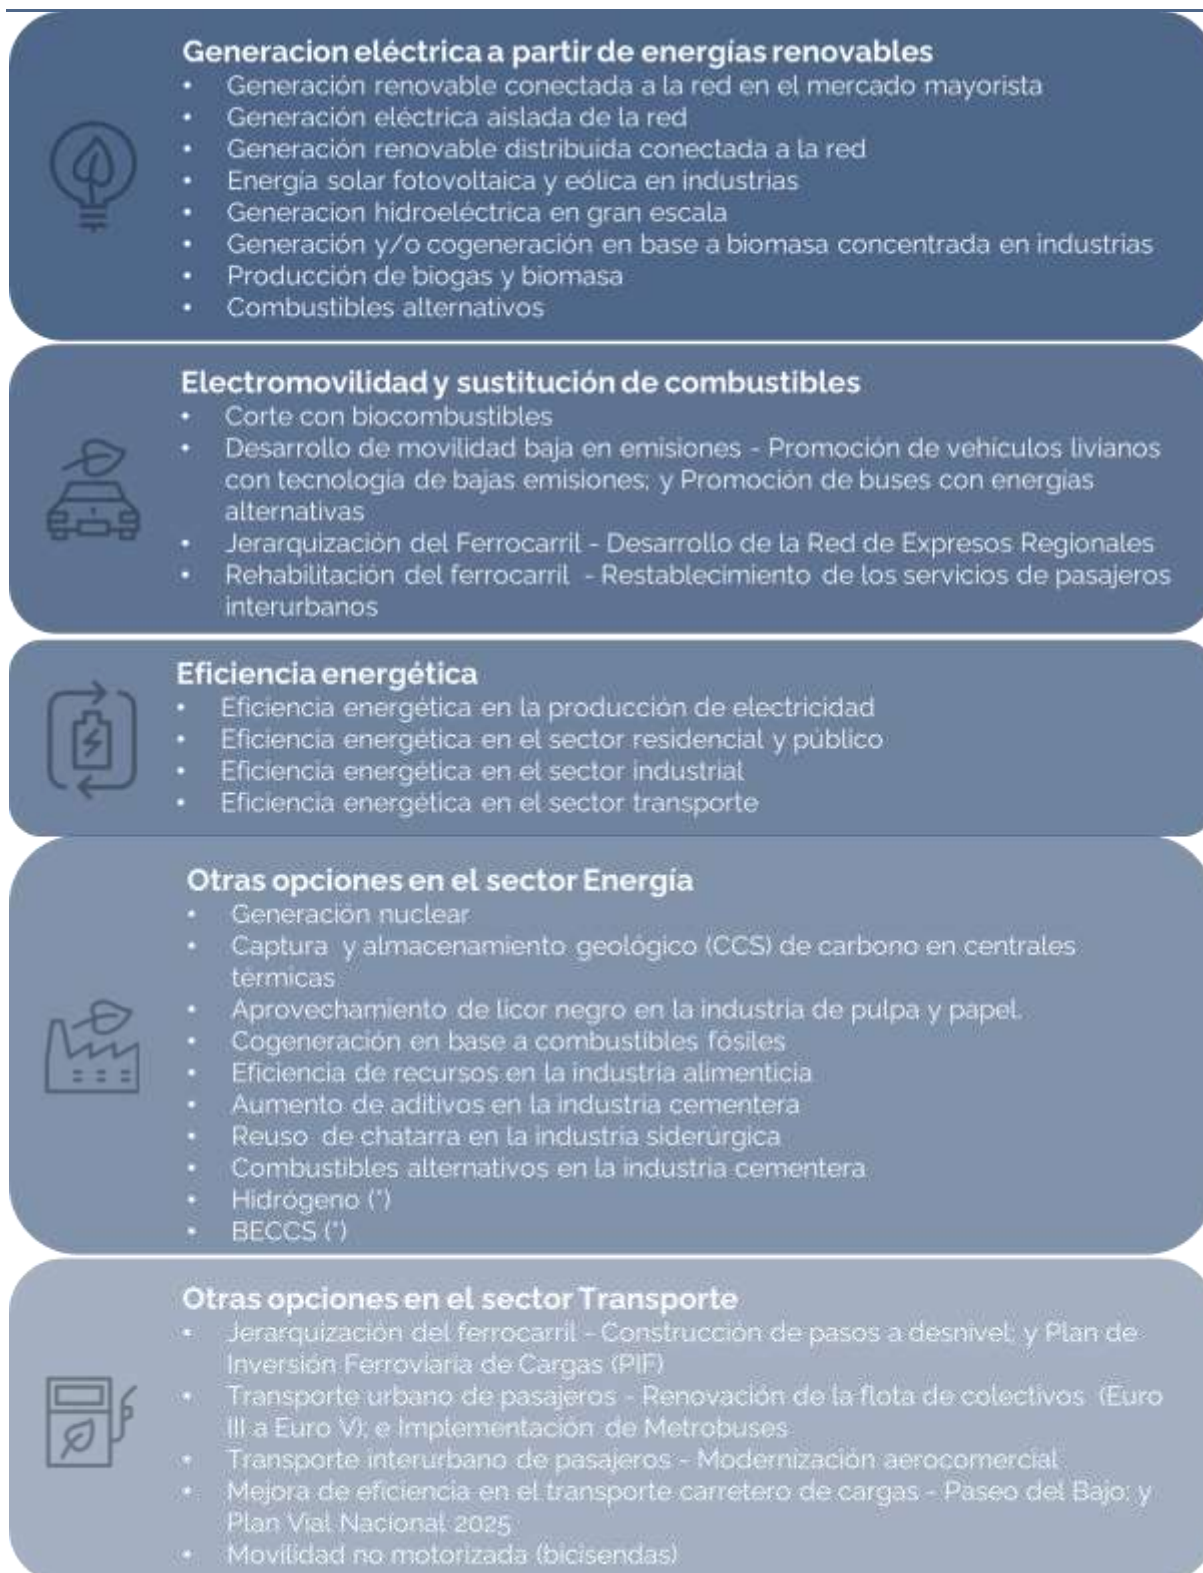 Generacion eléctrica a partir de energías renovables
• Generación renovable conectada a la red en el mercado mayorista
• Generación eléctrica aislada de la red
• Generación renovable distribuida conectada a la red
• Energía solar fotovoltaica y eólica en industrias
• Generacion hidroeléctrica en gran escala
• Generación y/o cogeneración en base a biomasa concentrada en industrias
• Producción de biogas y biomasa
• Combustibles alternativos
Electromovilidad y sustitución de combustibles
• Corte con biocombustibles
• Desarrollo de movilidad baja en emisiones - Promoción de vehículos livianos
con tecnología de bajas emisiones; y Promoción de buses con energías
alternativas
• Jerarquización del Ferrocarril - Desarrollo de la Red de Expresos Regionales
• Rehabilitación del ferrocarril - Restablecimiento de los servicios de pasajeros
interurbanos
Eficiencia energética
• Eficiencia energética en la producción de electricidad
• Eficiencia energética en el sector residencial y público
• Eficiencia energética en el sector industrial
• Eficiencia energética en el sector transporte
Otras opciones en el sector Energía
• Generación nuclear
• Captura y almacenamiento geológico (CCS) de carbono en centrales
térmicas
• Aprovechamiento de licor negro en la industria de pulpa y papel.
• Cogeneración en base a combustibles fósiles
• Eficiencia de recursos en la industria alimenticia
• Aumento de aditivos en la industria cementera
• Reuso de chatarra en la industria siderúrgica
• Combustibles alternativos en la industria cementera
• Hidrógeno (*)
• BECCS (*)
Otras opciones en el sector Transporte
• Jerarquización del ferrocarril - Construcción de pasos a desnivel; y Plan de
Inversión Ferroviaria de Cargas (PIF)
• Transporte urbano de pasajeros - Renovación de la flota de colectivos (Euro
III a Euro V); e Implementación de Metrobuses
• Transporte interurbano de pasajeros - Modernización aerocomercial
• Mejora de eficiencia en el transporte carretero de cargas - Paseo del Bajo; y
Plan Vial Nacional 2025
• Movilidad no motorizada (bicisendas)